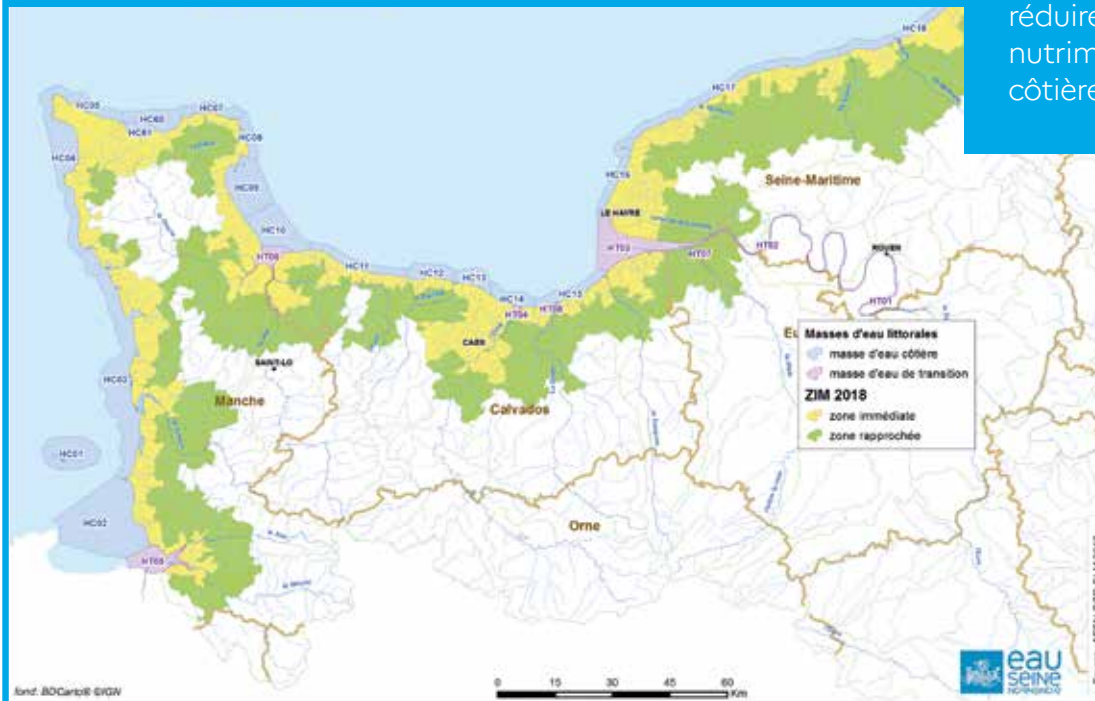 réduire
nutrim
côtière
HC18
HC17
HC16
HC07
HC60
HC61
HC04
HC09
HC10
HC11
HC12
HC13
HC14
HC15
HC03
HC01
HC02
HT06
HT04
HT03
HT07
HT02
HT01
HT05
Seine-Maritime
LE HAVRE
ROUEN
CAEN
SAINT-LO
Manche
Calvados
Orne
Eu
Masses d'eau littorales
masse d'eau côtière
masse d'eau de transition
ZIM 2018
zone immédiate
zone rapprochée
fond: BDCarto® ©IGN
0 15 30 45 60
Km
eau
SEINE
NORMANDIE